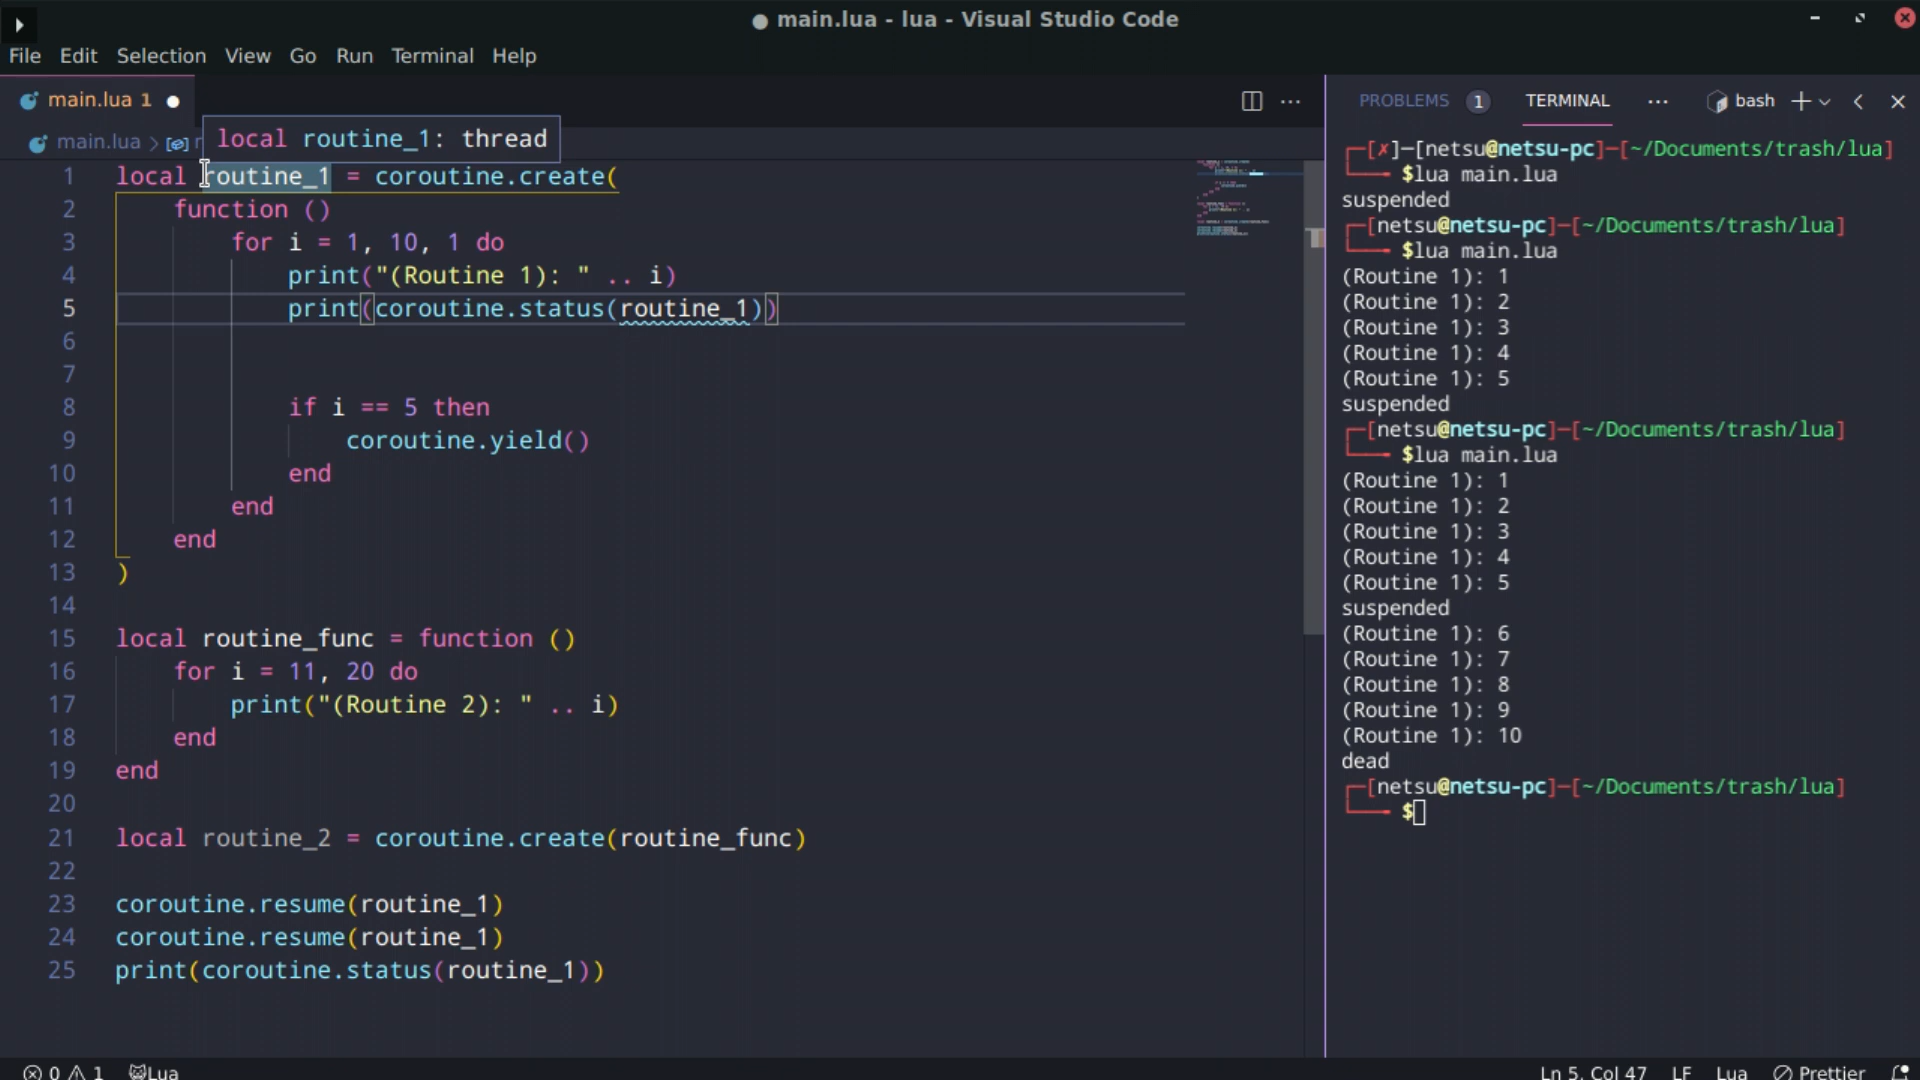 ● main.lua - lua - Visual Studio Code
File Edit Selection View Go Run Terminal Help
main.lua 1 ●
main.lua >
local routine_1: thread
1 local routine_1 = coroutine.create(
2 function ()
3 for i = 1, 10, 1 do
4 print("(Routine 1): " .. i)
5 print(coroutine.status(routine_1))
6
7
8 if i == 5 then
9 coroutine.yield()
10 end
11 end
12 end
13 )
14
15 local routine_func = function ()
16 for i = 11, 20 do
17 print("(Routine 2): " .. i)
18 end
19 end
20
21 local routine_2 = coroutine.create(routine_func)
22
23 coroutine.resume(routine_1)
24 coroutine.resume(routine_1)
25 print(coroutine.status(routine_1))
PROBLEMS 1 TERMINAL ··· bash
┌─[✗]─[netsu@netsu-pc]─[~/Documents/trash/lua]
└──╼ $lua main.lua
suspended
┌─[netsu@netsu-pc]─[~/Documents/trash/lua]
└──╼ $lua main.lua
(Routine 1): 1
(Routine 1): 2
(Routine 1): 3
(Routine 1): 4
(Routine 1): 5
suspended
┌─[netsu@netsu-pc]─[~/Documents/trash/lua]
└──╼ $lua main.lua
(Routine 1): 1
(Routine 1): 2
(Routine 1): 3
(Routine 1): 4
(Routine 1): 5
suspended
(Routine 1): 6
(Routine 1): 7
(Routine 1): 8
(Routine 1): 9
(Routine 1): 10
dead
┌─[netsu@netsu-pc]─[~/Documents/trash/lua]
└──╼ $
0 1 Lua
Ln 5, Col 47 LF Lua Prettier